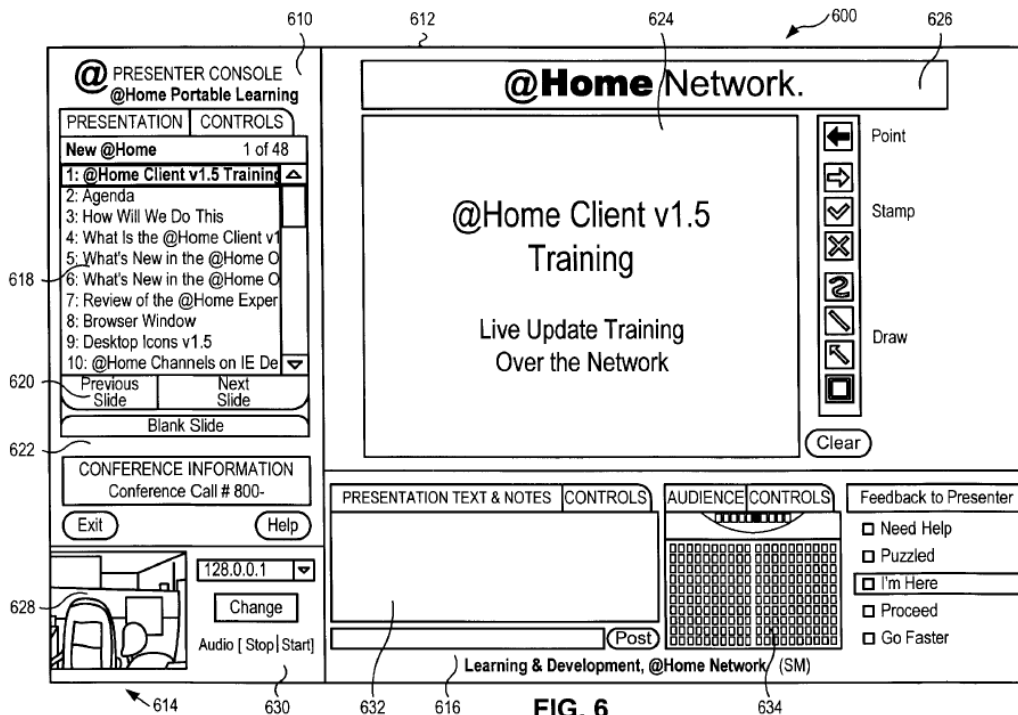 610
612
624
600
626
@ PRESENTER CONSOLE
@Home Portable Learning
PRESENTATION CONTROLS
New @Home 1 of 48
1: @Home Client v1.5 Training
2: Agenda
3: How Will We Do This
4: What Is the @Home Client v1
5: What's New in the @Home O
6: What's New in the @Home O
7: Review of the @Home Exper
8: Browser Window
9: Desktop Icons v1.5
10: @Home Channels on IE De
618
620
Previous Slide
Next Slide
Blank Slide
622
CONFERENCE INFORMATION
Conference Call # 800-
Exit
Help
@Home Network.
@Home Client v1.5
Training
Live Update Training
Over the Network
Point
Stamp
Draw
Clear
628
128.0.0.1
Change
Audio [ Stop|Start]
PRESENTATION TEXT & NOTES CONTROLS
Post
AUDIENCE CONTROLS
Feedback to Presenter
Need Help
Puzzled
I'm Here
Proceed
Go Faster
Learning & Development, @Home Network (SM)
614
630
632
616
FIG. 6
634